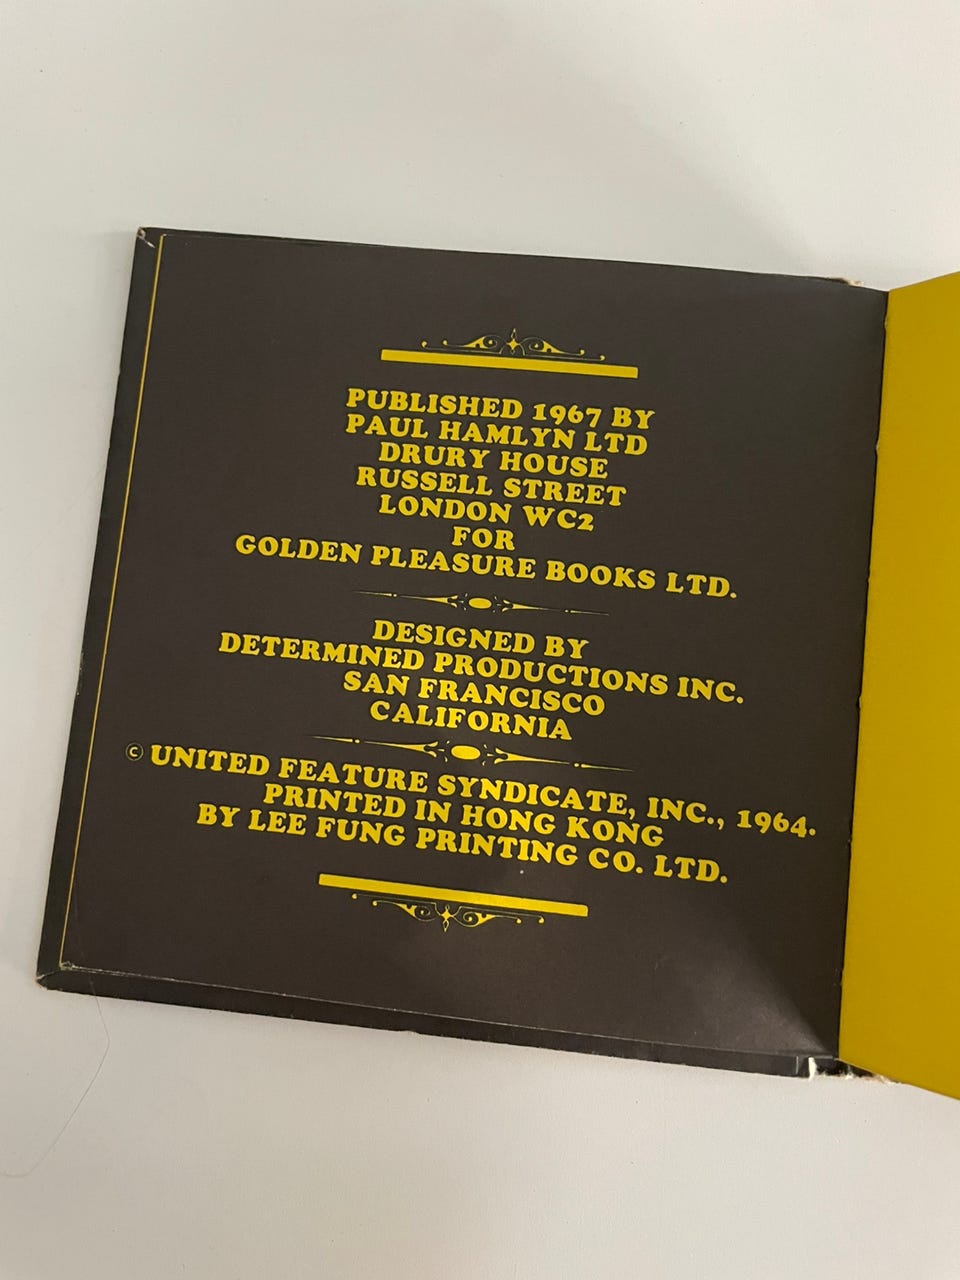 PUBLISHED 1967 BY
PAUL HAMLYN LTD
DRURY HOUSE
RUSSELL STREET
LONDON WC2
FOR
GOLDEN PLEASURE BOOKS LTD.
DESIGNED BY
DETERMINED PRODUCTIONS INC.
SAN FRANCISCO
CALIFORNIA
© UNITED FEATURE SYNDICATE, INC., 1964.
PRINTED IN HONG KONG
BY LEE FUNG PRINTING CO. LTD.